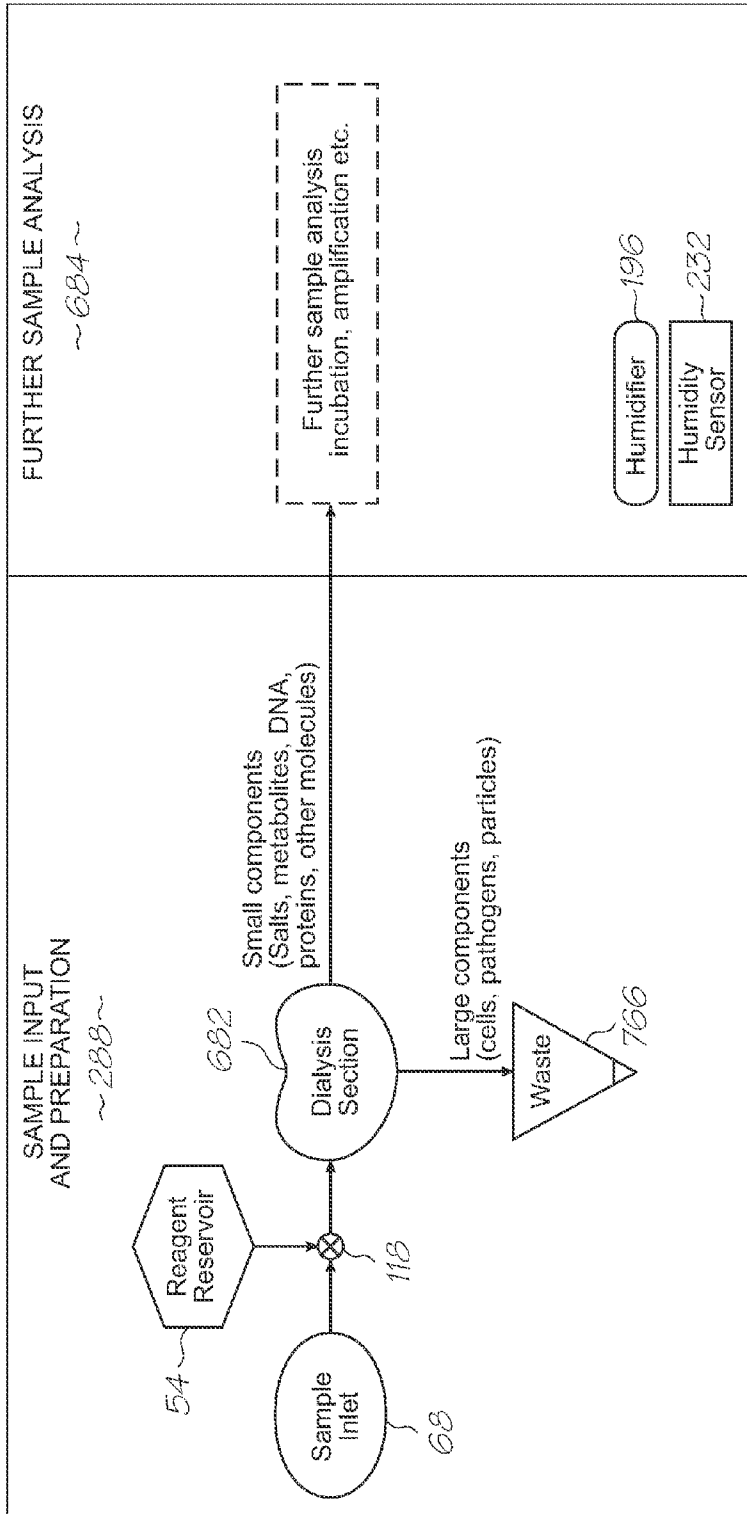 SAMPLE INPUT
AND PREPARATION
~288~
Reagent
Reservoir
54
Sample
Inlet
68
118
682
Dialysis
Section
Small components
(Salts, metabolites, DNA,
proteins, other molecules)
Large components
(cells, pathogens, particles)
Waste
766
FURTHER SAMPLE ANALYSIS
~684~
Further sample analysis
incubation, amplification etc.
Humidifier
196
Humidity
Sensor
232